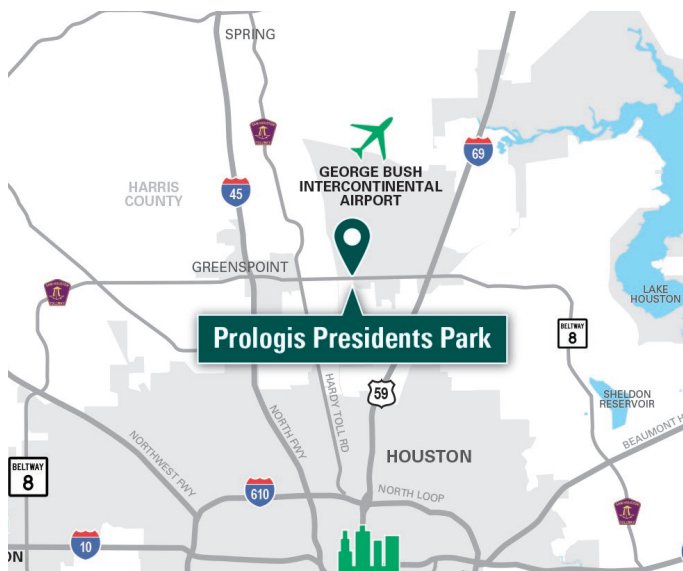 SPRING
GEORGE BUSH
INTERCONTINENTAL
AIRPORT
69
45
HARRIS
COUNTY
GREENSPOINT
LAKE
HOUSTON
Prologis Presidents Park
BELTWAY
8
59
HARDY TOLL RD
SHELDON
RESERVOIR
NORTHWEST FWY
NORTH FWY
BEAUMONT H
HOUSTON
BELTWAY
8
610
NORTH LOOP
10
ON